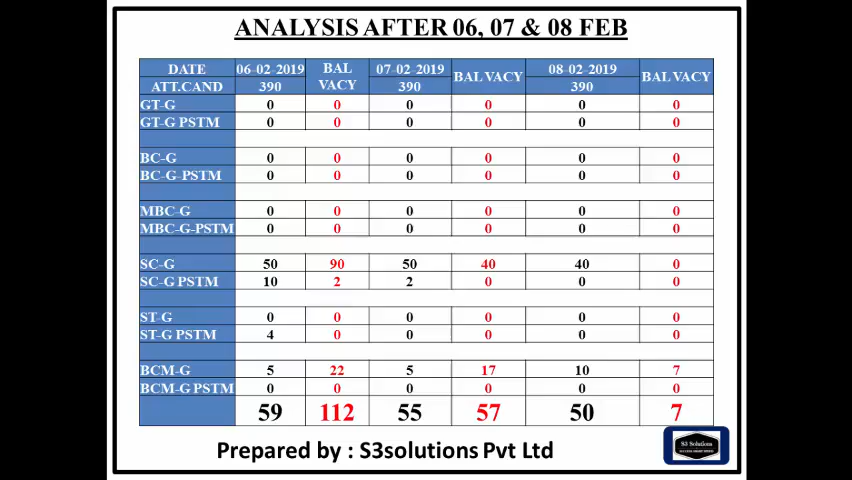 ANALYSIS AFTER 06, 07 & 08 FEB
DATE 06-02-2019 BAL VACY 07-02-2019 BAL VACY 08-02-2019 BAL VACY
ATT.CAND 390 390 390
GT-G 0 0 0 0 0 0
GT-G PSTM 0 0 0 0 0 0
BC-G 0 0 0 0 0 0
BC-G-PSTM 0 0 0 0 0 0
MBC-G 0 0 0 0 0 0
MBC-G-PSTM 0 0 0 0 0 0
SC-G 50 90 50 40 40 0
SC-G PSTM 10 2 2 0 0 0
ST-G 0 0 0 0 0 0
ST-G PSTM 4 0 0 0 0 0
BCM-G 5 22 5 17 10 7
BCM-G PSTM 0 0 0 0 0 0
59 112 55 57 50 7
Prepared by : S3solutions Pvt Ltd
S3 Solutions